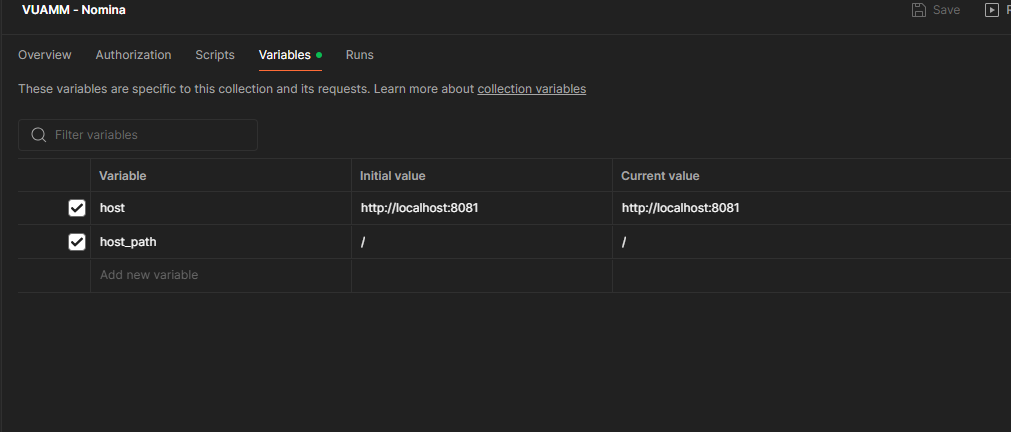 VUAMM - Nomina Save
Overview Authorization Scripts Variables Runs
These variables are specific to this collection and its requests. Learn more about collection variables
Filter variables
Variable Initial value Current value
host http://localhost:8081 http://localhost:8081
host_path / /
Add new variable